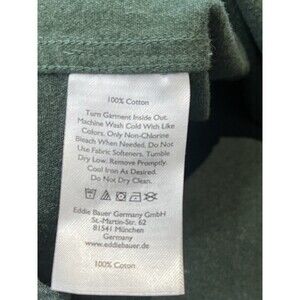 100% Cotton
Turn Garment Inside Out.
Machine Wash Cold With Like
Colors. Only Non-Chlorine
Bleach When Needed. Do Not
Use Fabric Softeners. Tumble
Dry Low. Remove Promptly.
Cool Iron As Desired.
Do Not Dry Clean.
Eddie Bauer Germany GmbH
St.-Martin-Str. 62
81541 München
Germany
www.eddiebauer.de
100% Coton